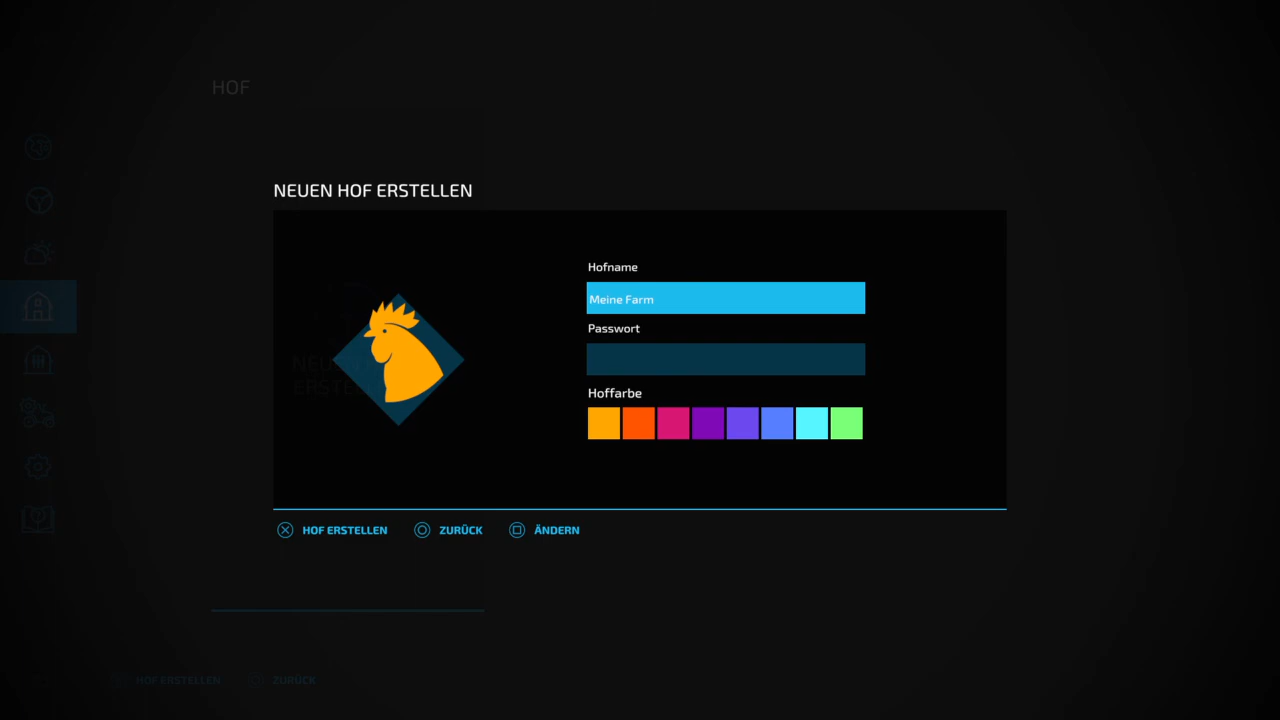 HOF
NEUEN HOF ERSTELLEN
Hofname
Meine Farm
Passwort
Hoffarbe
HOF ERSTELLEN ZURÜCK ÄNDERN
HOF ERSTELLEN ZURÜCK